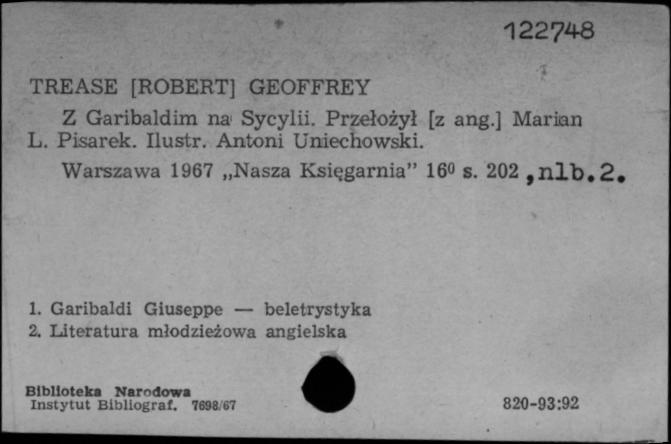 122748
TREASE [ROBERT] GEOFFREY
Z Garibaldim na Sycylii. Przełożył [z ang.] Marian
L. Pisarek. Ilustr. Antoni Uniechowski.
Warszawa 1967 „Nasza Księgarnia” 16⁰ s. 202 , nlb. 2.
1. Garibaldi Giuseppe — beletrystyka
2. Literatura młodzieżowa angielska
Biblioteka Narodowa
Instytut Bibliograf. 7698/67
820-93:92